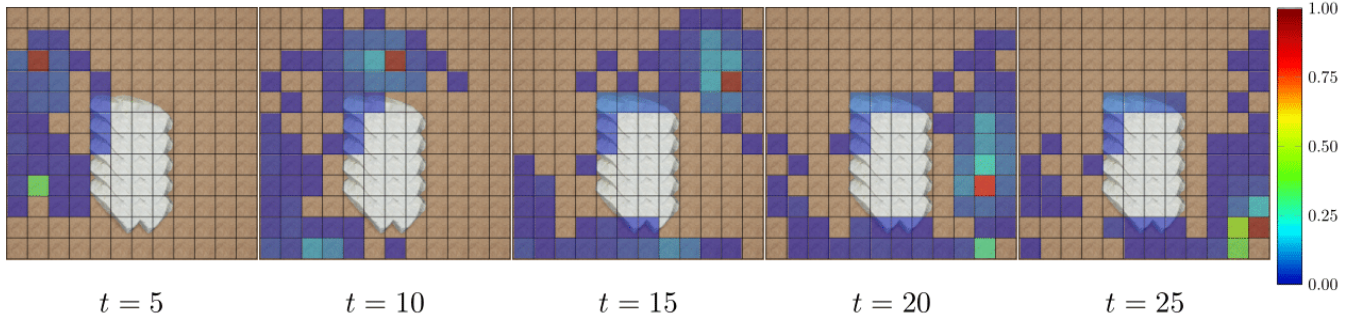 1.00
0.75
0.50
0.25
0.00
t = 5
t = 10
t = 15
t = 20
t = 25